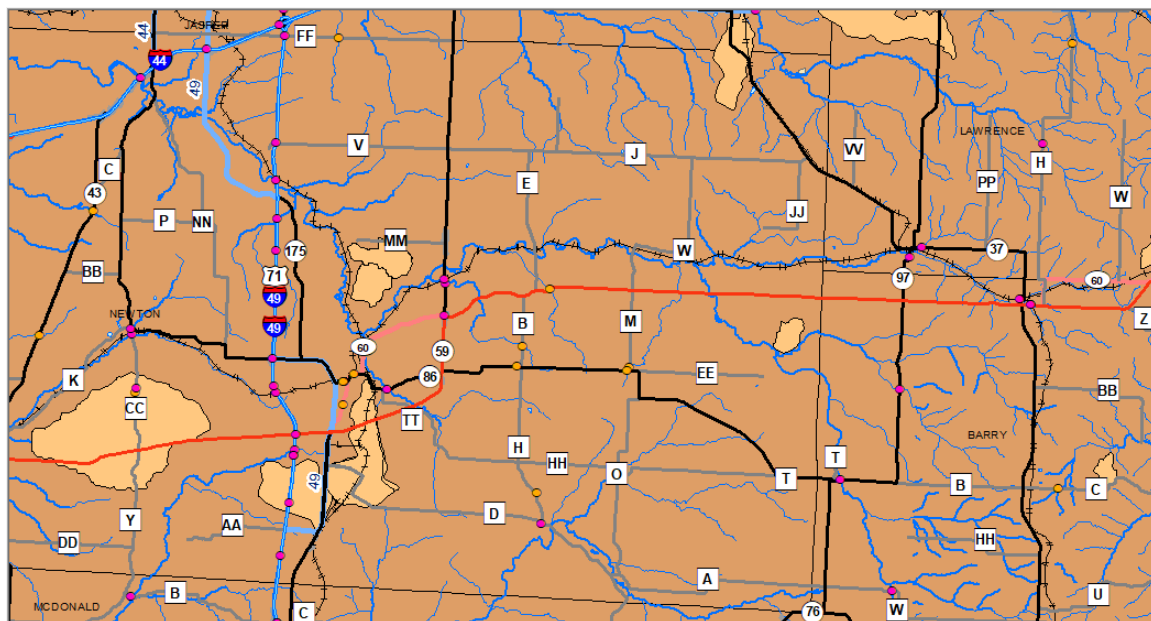 JASPER
44
FF
44
49
V
J
VV
LAWRENCE
H
C
43
E
PP
W
P
NN
JJ
MM
175
W
37
BB
71
97
60
49
NEWTON
49
B
M
Z
60
59
K
86
EE
BB
CC
TT
BARRY
H
HH
O
T
T
B
C
49
D
Y
AA
DD
HH
A
B
U
MCDONALD
C
76
W